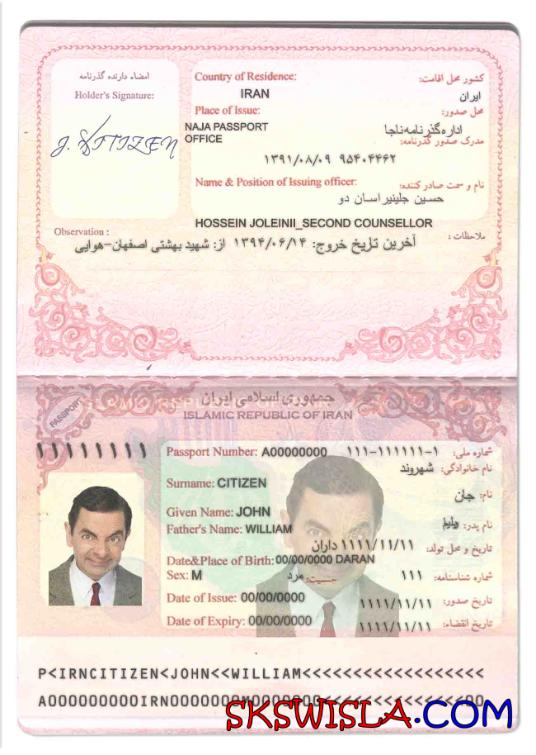 امضاء دارنده گذرنامه
Holder's Signature:
J. CITIZEN
Country of Residence:
کشور محل اقامت:
IRAN
ایران
Place of Issue:
محل صدور:
NAJA PASSPORT
OFFICE
اداره گذرنامه ناجا
مدرک صدور گذرنامه:
۱۳۹۱/۰۸/۰۹ ۹۵۴۰۴۴۶۲
Name & Position of Issuing officer:
نام و سمت صادر کننده:
حسین جلینیر اسان دو
HOSSEIN JOLEINII_SECOND COUNSELLOR
Observation :
ملاحظات :
آخرین تاریخ خروج: ۱۳۹۴/۰۶/۱۴ از: شهید بهشتی اصفهان-هوایی
جمهوری اسلامی ایران
ISLAMIC REPUBLIC OF IRAN
PASSPORT
۱۱۱۱۱۱۱۱
Passport Number: A00000000
شماره ملی: ۱۱۱-۱۱۱۱۱۱-۱
نام خانوادگی: شهروند
Surname: CITIZEN
نام: جان
Given Name: JOHN
Father's Name: WILLIAM
نام پدر:
تاریخ و محل تولد: ۱۱۱۱/۱۱/۱۱ داران
Date&Place of Birth: 00/00/0000 DARAN
Sex: M
جنسیت: مرد
شماره شناسنامه: ۱۱۱
Date of Issue: 00/00/0000
تاریخ صدور: ۱۱۱۱/۱۱/۱۱
Date of Expiry: 00/00/0000
تاریخ انقضاء: ۱۱۱۱/۱۱/۱۱
P<IRNCITIZEN<JOHN<<WILLIAM<<<<<<<<<<<<<<<<<<
SKSWISLA.COM